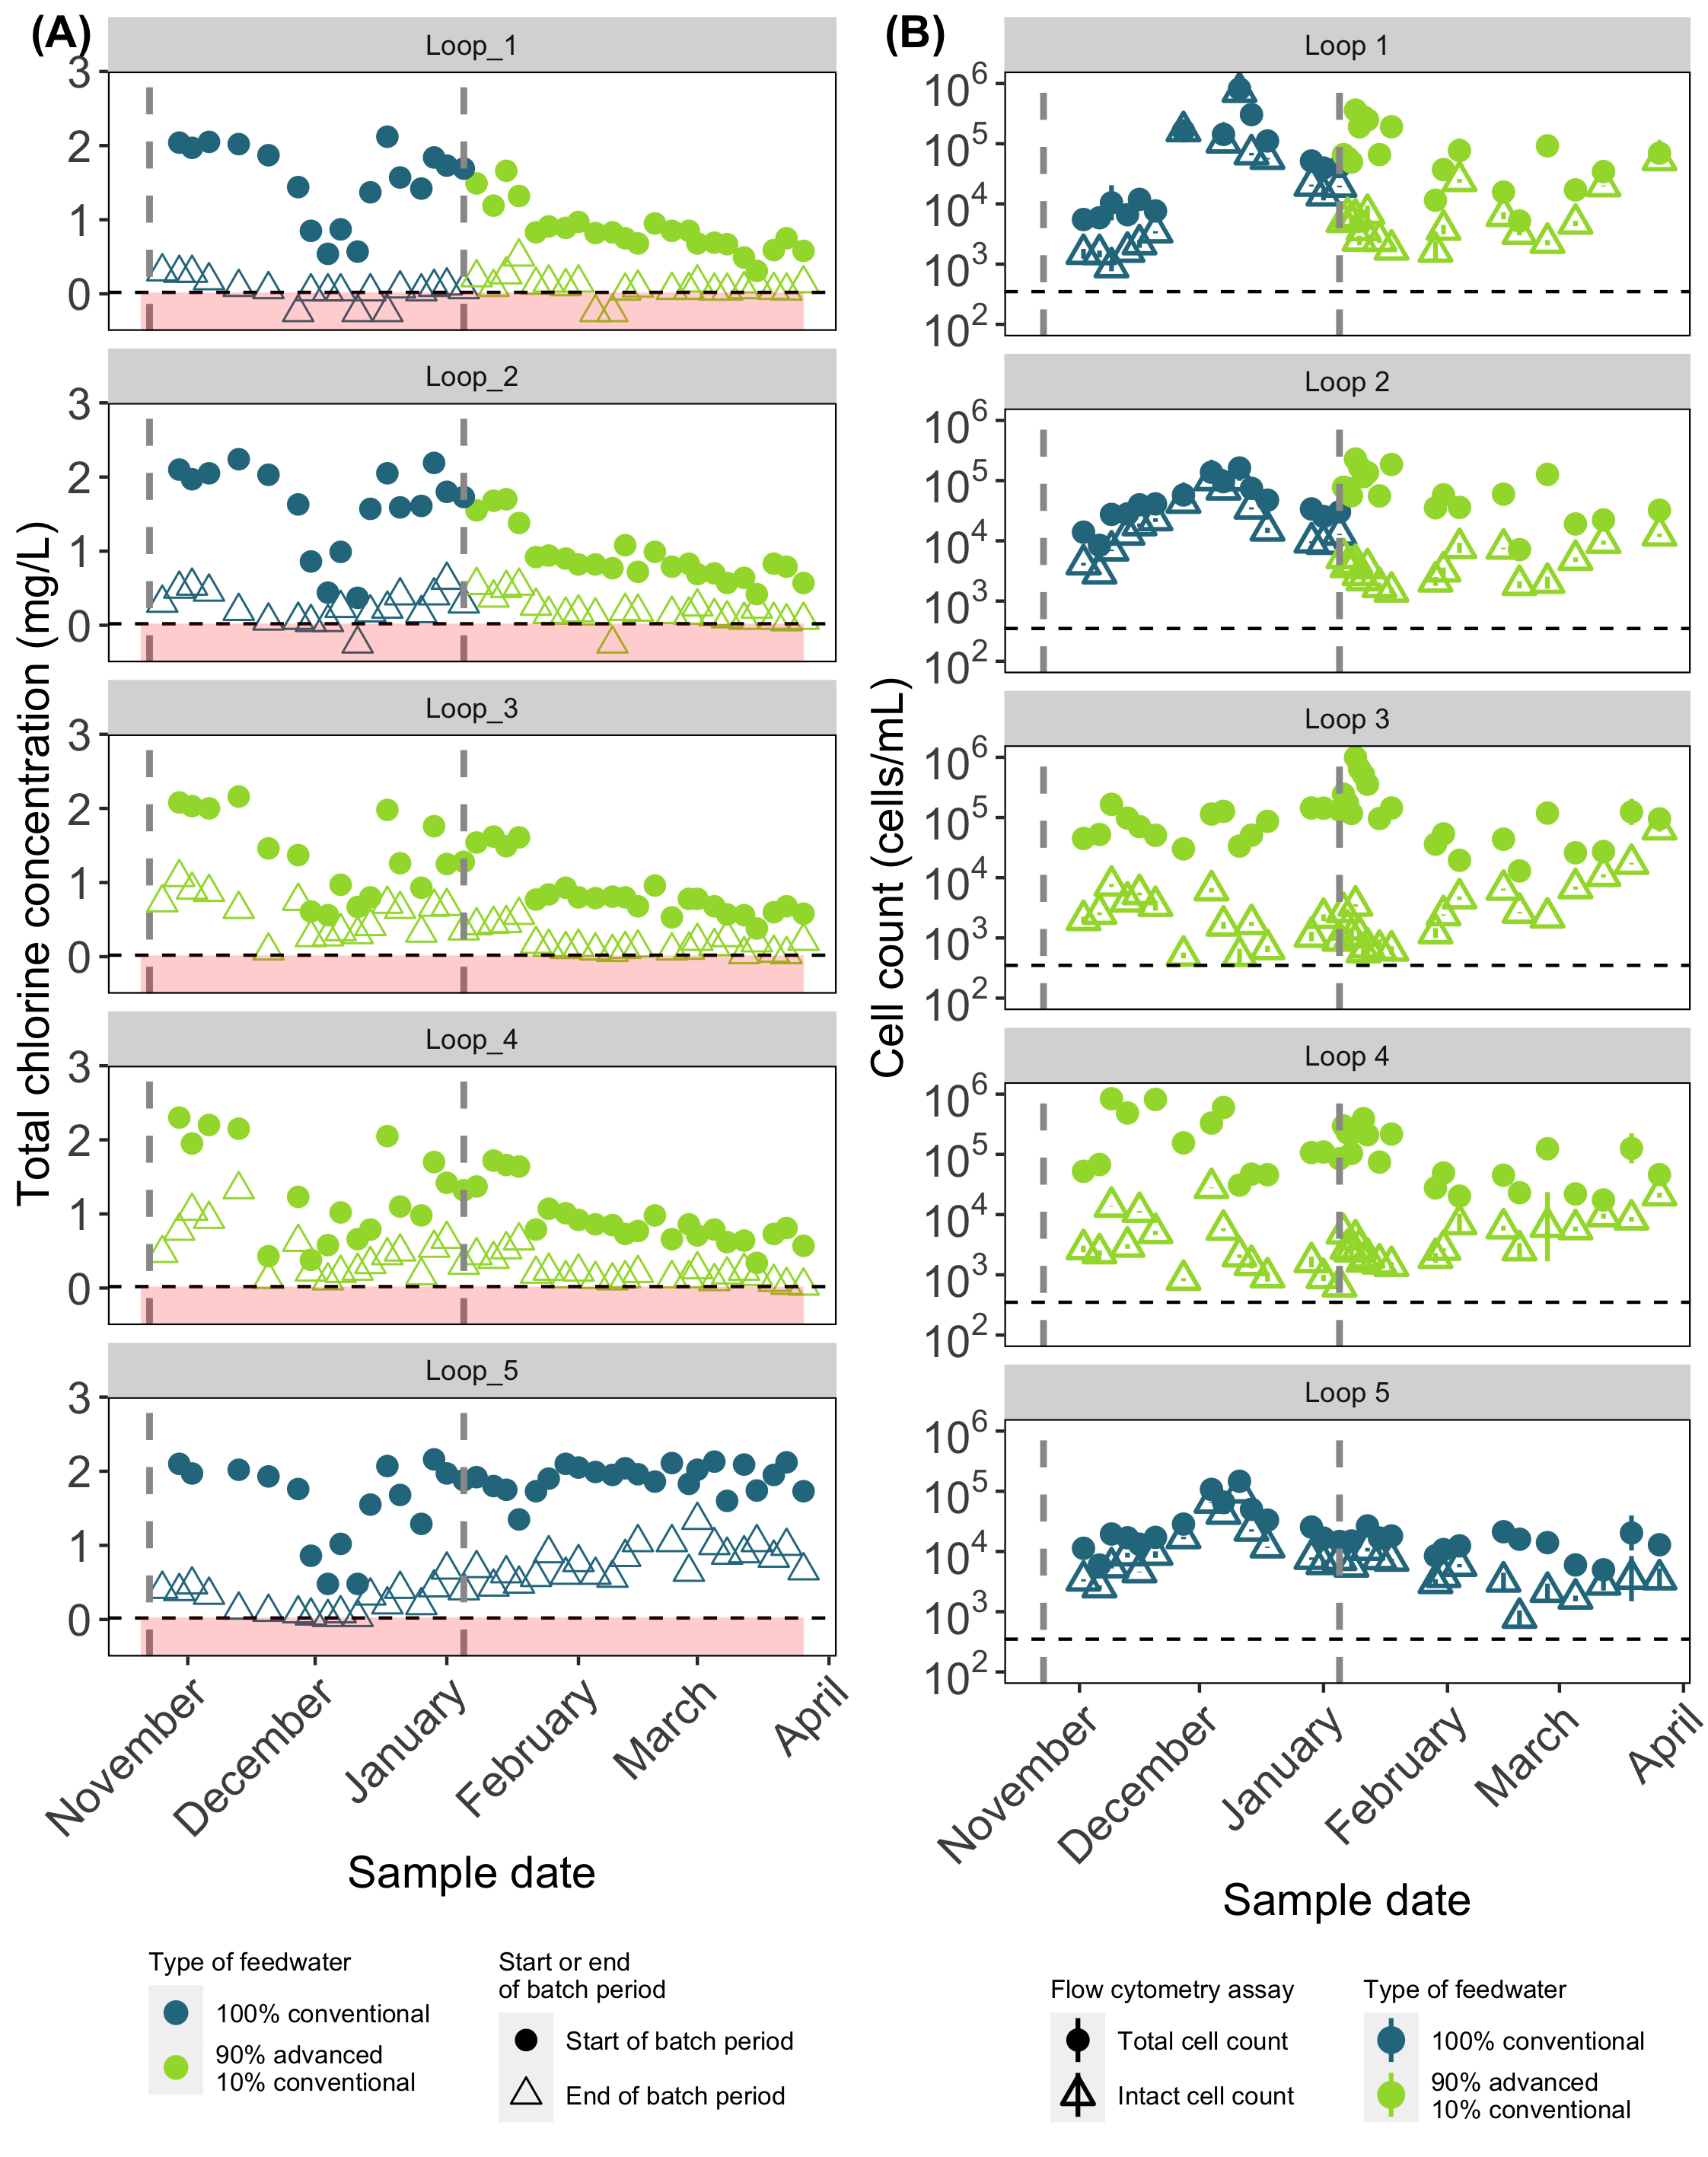 (A)
Loop_1
3
2
1
0
Loop_2
3
2
1
0
Loop_3
3
2
1
0
Loop_4
3
2
1
0
Loop_5
3
2
1
0
Total chlorine concentration (mg/L)
November
December
January
February
March
April
Sample date
Type of feedwater
100% conventional
90% advanced
10% conventional
Start or end
of batch period
Start of batch period
End of batch period
(B)
Loop 1
10^6
10^5
10^4
10^3
10^2
Loop 2
10^6
10^5
10^4
10^3
10^2
Loop 3
10^6
10^5
10^4
10^3
10^2
Loop 4
10^6
10^5
10^4
10^3
10^2
Loop 5
10^6
10^5
10^4
10^3
10^2
Cell count (cells/mL)
November
December
January
February
March
April
Sample date
Flow cytometry assay
Total cell count
Intact cell count
Type of feedwater
100% conventional
90% advanced
10% conventional